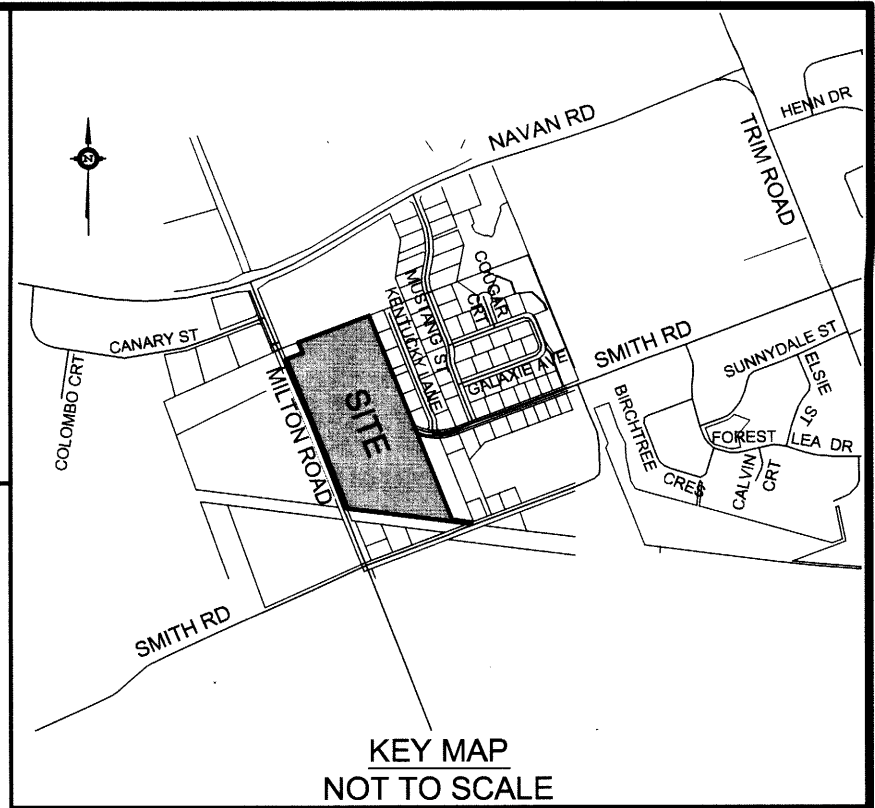 NAVAN RD
HENN DR
TRIM ROAD
N
COUGAR
CRT
MUSTANG ST
KENTUCKY LANE
CANARY ST
COLOMBO CRT
SMITH RD
GALAXIE AVE
SUNNYDALE ST
ELSIE
ST
MILTON ROAD
SITE
BIRCHTREE
CRES
FOREST LEA DR
CALVIN
CRT
SMITH RD
KEY MAP
NOT TO SCALE